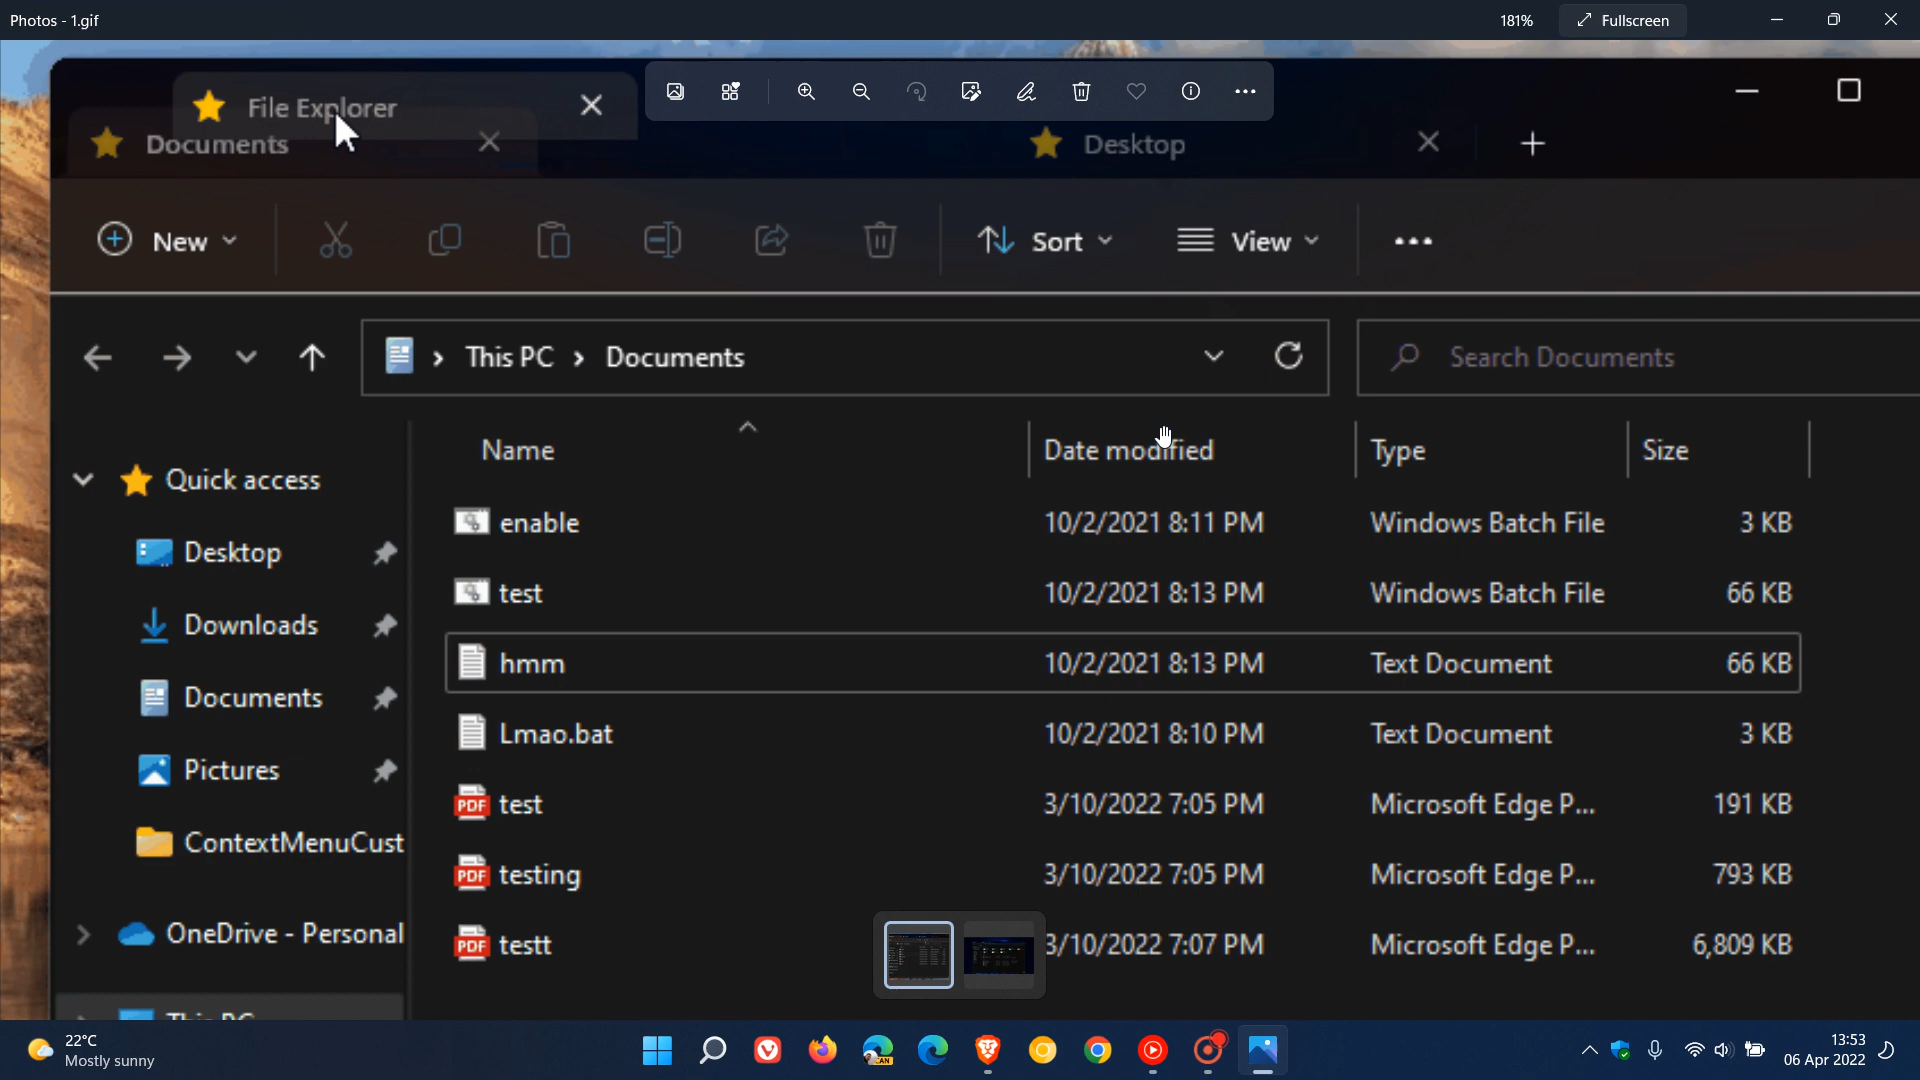 Photos - 1.gif
181%
Fullscreen
File Explorer
Documents
Desktop
New
Sort
View
This PC
Documents
Search Documents
Name
Date modified
Type
Size
Quick access
Desktop
Downloads
Documents
Pictures
ContextMenuCust
OneDrive - Personal
This PC
enable 10/2/2021 8:11 PM Windows Batch File 3 KB
test 10/2/2021 8:13 PM Windows Batch File 66 KB
hmm 10/2/2021 8:13 PM Text Document 66 KB
Lmao.bat 10/2/2021 8:10 PM Text Document 3 KB
PDF test 3/10/2022 7:05 PM Microsoft Edge P... 191 KB
PDF testing 3/10/2022 7:05 PM Microsoft Edge P... 793 KB
PDF testt 3/10/2022 7:07 PM Microsoft Edge P... 6,809 KB
22°C
Mostly sunny
CAN
13:53
06 Apr 2022